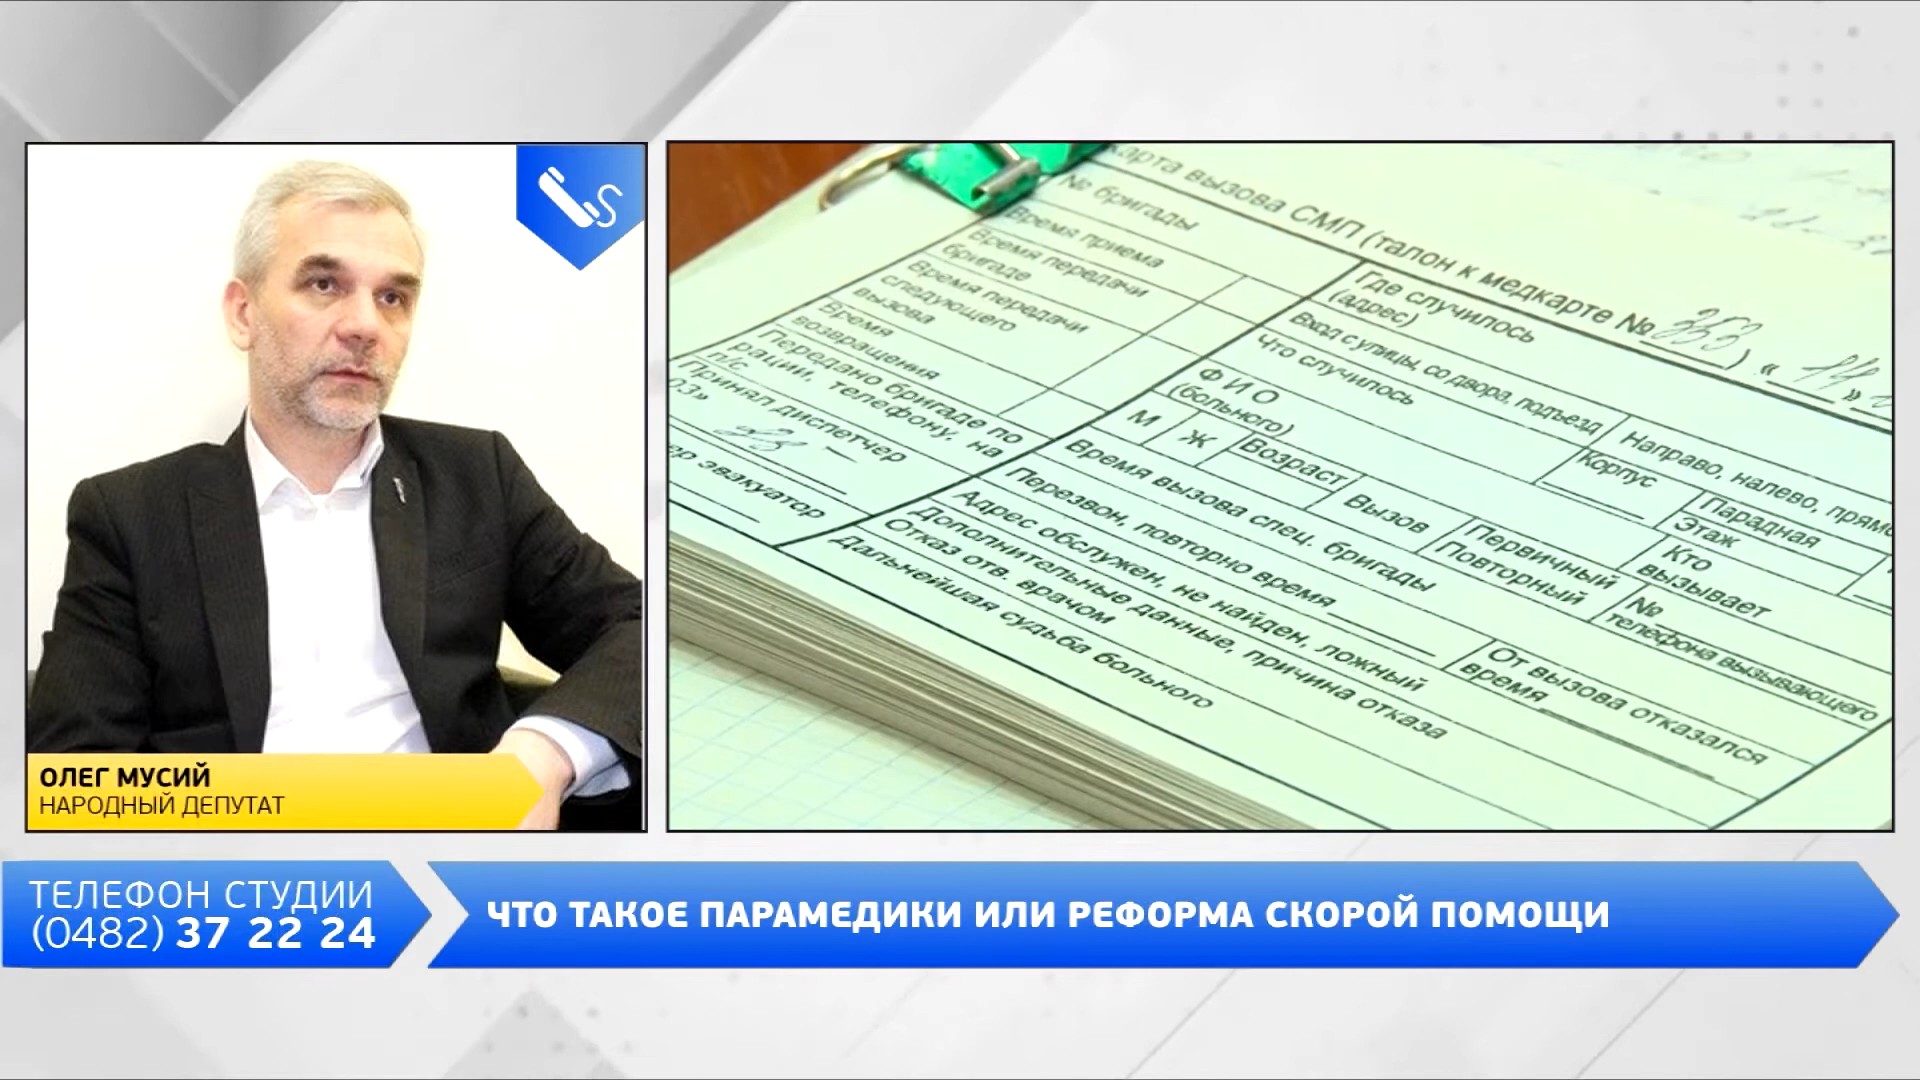 ОЛЕГ МУСИЙ
НАРОДНЫЙ ДЕПУТАТ
карта вызова СМП (талон к медкарте № 353 ) «
№ бригады
Время приема
Время передачи
бригаде
Время передачи
следующего
вызова
Время
возвращения
Передано бригаде по
рации, телефону, на
п/с
Принял диспетчер
03»
эвакуатор
Где случилось
(адрес)
Вход с улицы, со двора, подъезд
Направо, налево, прямо
Что случилось
Корпус
Парадная
Этаж
Ф И О
(больного)
М
Ж
Возраст
Вызов
Первичный
Повторный
Кто
вызывает
№
телефона вызывающего
Время вызова спец. бригады
Перезвон, повторно время
От вызова отказался
время
Адрес обслужен, не найден, ложный
Дополнительные данные, причина отказа
Отказ отв. врачом
Дальнейшая судьба больного
ТЕЛЕФОН СТУДИИ
(0482) 37 22 24
ЧТО ТАКОЕ ПАРАМЕДИКИ ИЛИ РЕФОРМА СКОРОЙ ПОМОЩИ